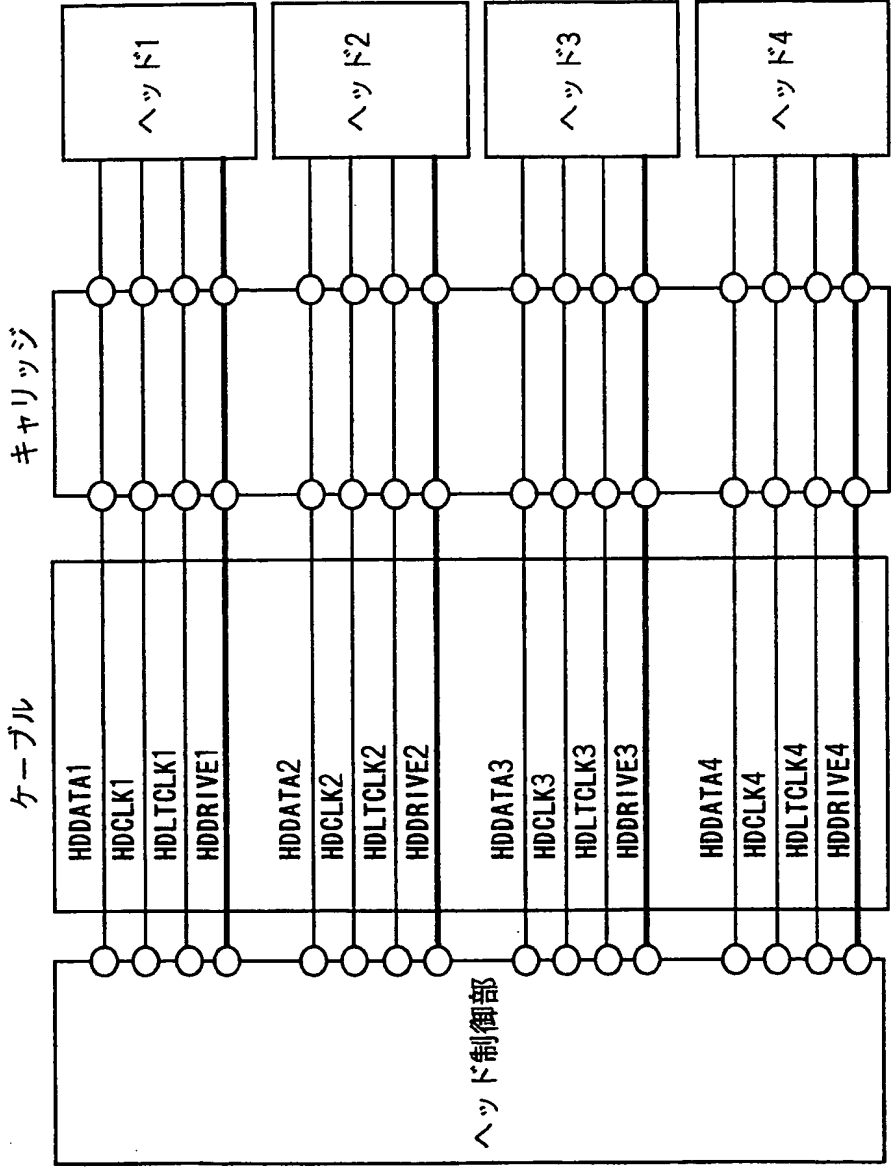 ケーブル
キャリッジ
ヘッド制御部
HDDATA1
HDCLK1
HDLTCLK1
HDDRIVE1
HDDATA2
HDCLK2
HDLTCLK2
HDDRIVE2
HDDATA3
HDCLK3
HDLTCLK3
HDDRIVE3
HDDATA4
HDCLK4
HDLTCLK4
HDDRIVE4
ヘッド1
ヘッド2
ヘッド3
ヘッド4